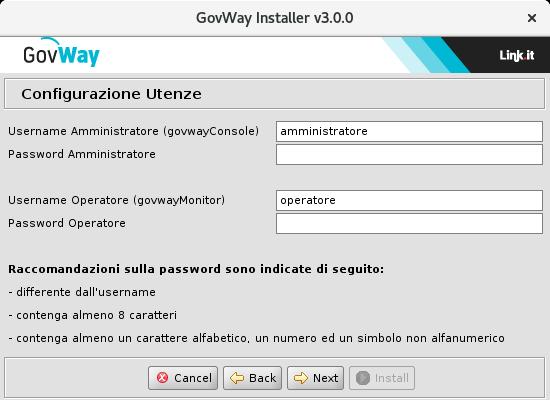 GovWay Installer v3.0.0
GovWay
Link.it
Configurazione Utenze
Username Amministratore (govwayConsole) amministratore
Password Amministratore
Username Operatore (govwayMonitor) operatore
Password Operatore
Raccomandazioni sulla password sono indicate di seguito:
- differente dall'username
- contenga almeno 8 caratteri
- contenga almeno un carattere alfabetico, un numero ed un simbolo non alfanumerico
Cancel Back Next Install